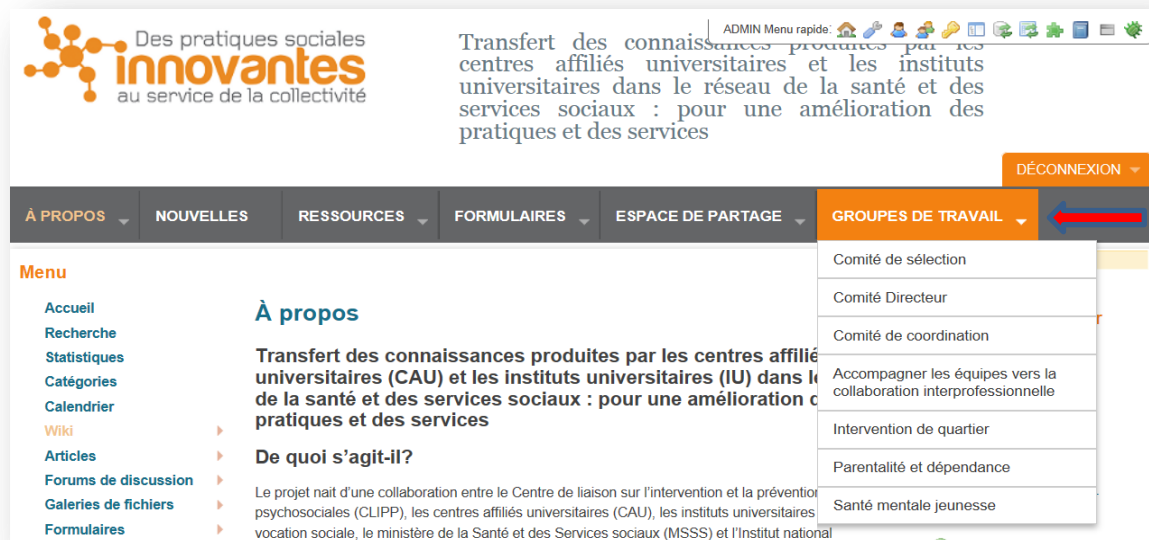 Des pratiques sociales
innovantes
au service de la collectivité
ADMIN Menu rapide:
Transfert des connaissances produites par les
centres affiliés universitaires et les instituts
universitaires dans le réseau de la santé et des
services sociaux : pour une amélioration des
pratiques et des services
DÉCONNEXION
À PROPOS NOUVELLES RESSOURCES FORMULAIRES ESPACE DE PARTAGE GROUPES DE TRAVAIL
Comité de sélection
Comité Directeur
Comité de coordination
Accompagner les équipes vers la
collaboration interprofessionnelle
Intervention de quartier
Parentalité et dépendance
Santé mentale jeunesse
Menu
Accueil
Recherche
Statistiques
Catégories
Calendrier
Wiki
Articles
Forums de discussion
Galeries de fichiers
Formulaires
À propos
Transfert des connaissances produites par les centres affilié
universitaires (CAU) et les instituts universitaires (IU) dans l
de la santé et des services sociaux : pour une amélioration d
pratiques et des services
De quoi s'agit-il?
Le projet nait d'une collaboration entre le Centre de liaison sur l'intervention et la prévention
psychosociales (CLIPP), les centres affiliés universitaires (CAU), les instituts universitaires
vocation sociale, le ministère de la Santé et des Services sociaux (MSSS) et l'Institut national